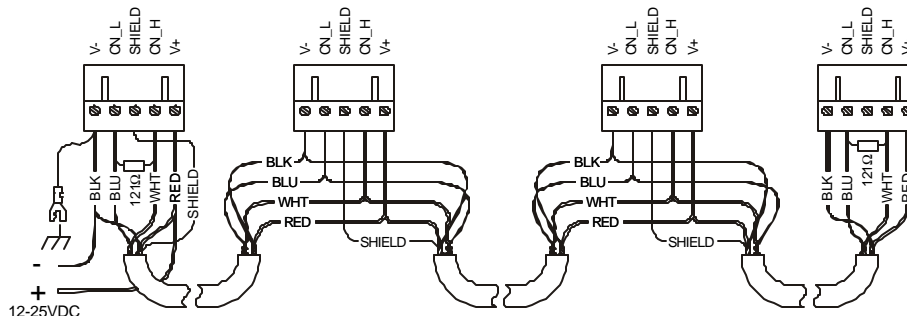 V- CN_L SHIELD CN_H V+
V- CN_L SHIELD CN_H V+
V- CN_L SHIELD CN_H V+
V- CN_L SHIELD CN_H V+
BLK BLU 121Ω WHT RED SHIELD
BLK
BLU
WHT
RED
SHIELD
BLK
BLU
WHT
RED
SHIELD
BLK BLU 121Ω WHT RED
-
+
12-25VDC